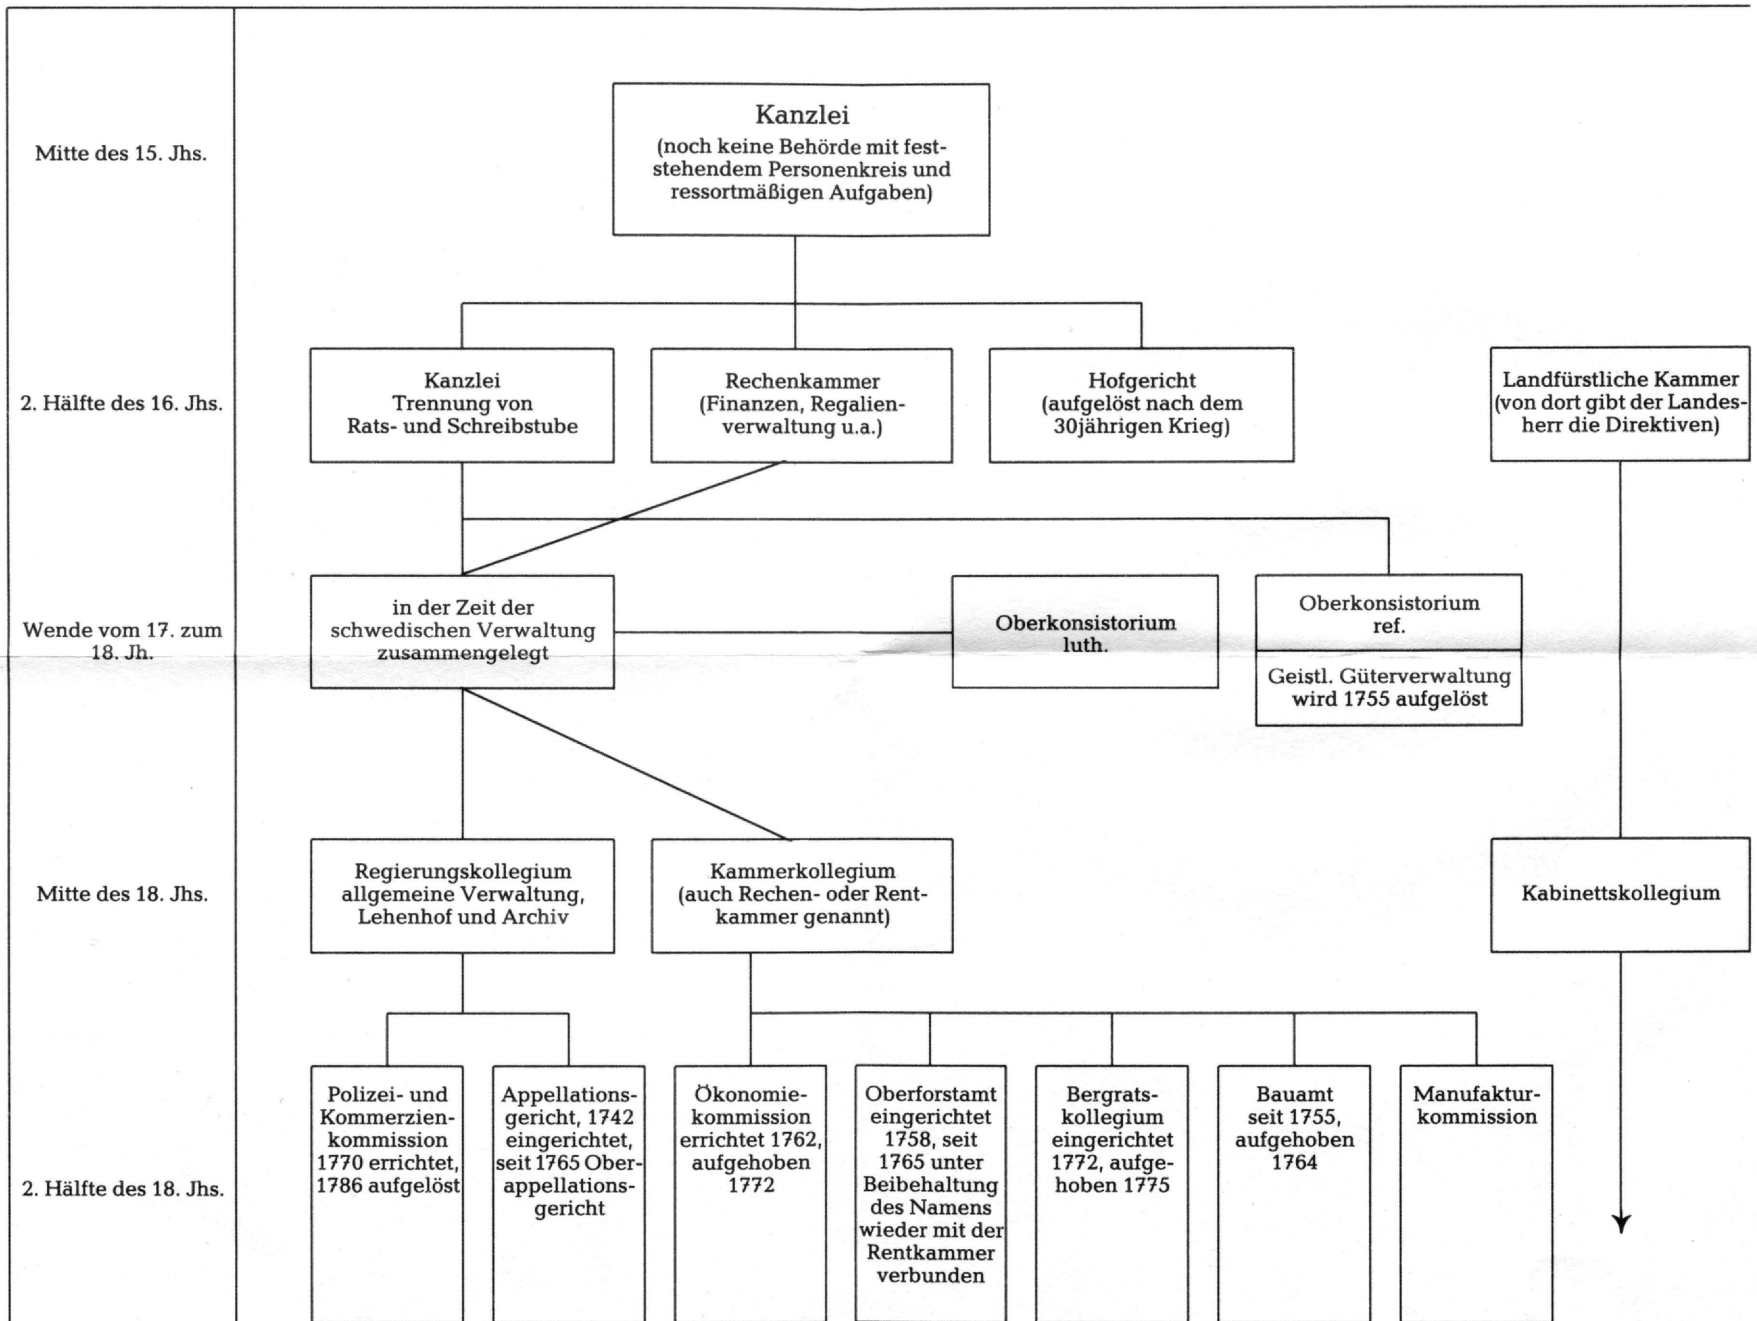 Mitte des 15. Jhs.
Kanzlei
(noch keine Behörde mit fest-
stehendem Personenkreis und
ressortmäßigen Aufgaben)
2. Hälfte des 16. Jhs.
Kanzlei
Trennung von
Rats- und Schreibstube
Rechenkammer
(Finanzen, Regalien-
verwaltung u.a.)
Hofgericht
(aufgelöst nach dem
30jährigen Krieg)
Landfürstliche Kammer
(von dort gibt der Landes-
herr die Direktiven)
Wende vom 17. zum
18. Jh.
in der Zeit der
schwedischen Verwaltung
zusammengelegt
Oberkonsistorium
luth.
Oberkonsistorium
ref.
Geistl. Güterverwaltung
wird 1755 aufgelöst
Mitte des 18. Jhs.
Regierungskollegium
allgemeine Verwaltung,
Lehenhof und Archiv
Kammerkollegium
(auch Rechen- oder Rent-
kammer genannt)
Kabinettskollegium
2. Hälfte des 18. Jhs.
Polizei- und
Kommerzien-
kommission
1770 errichtet,
1786 aufgelöst
Appellations-
gericht, 1742
eingerichtet,
seit 1765 Ober-
appellations-
gericht
Ökonomie-
kommission
errichtet 1762,
aufgehoben
1772
Oberforstamt
eingerichtet
1758, seit
1765 unter
Beibehaltung
des Namens
wieder mit der
Rentkammer
verbunden
Bergrats-
kollegium
eingerichtet
1772, aufge-
hoben 1775
Bauamt
seit 1755,
aufgehoben
1764
Manufaktur-
kommission